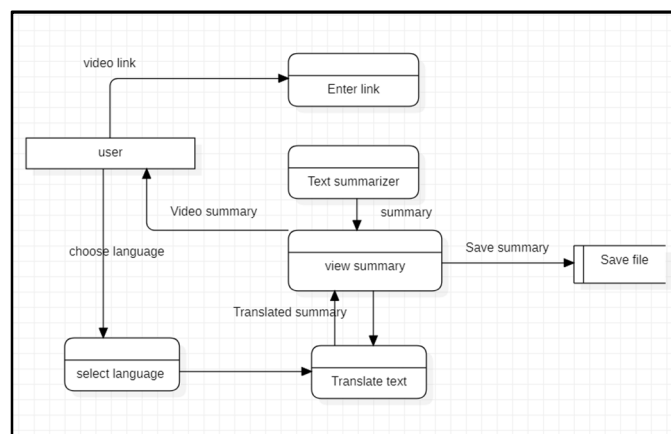 video link
Enter link
user
Text summarizer
Video summary
summary
choose language
view summary
Save summary
Save file
Translated summary
select language
Translate text